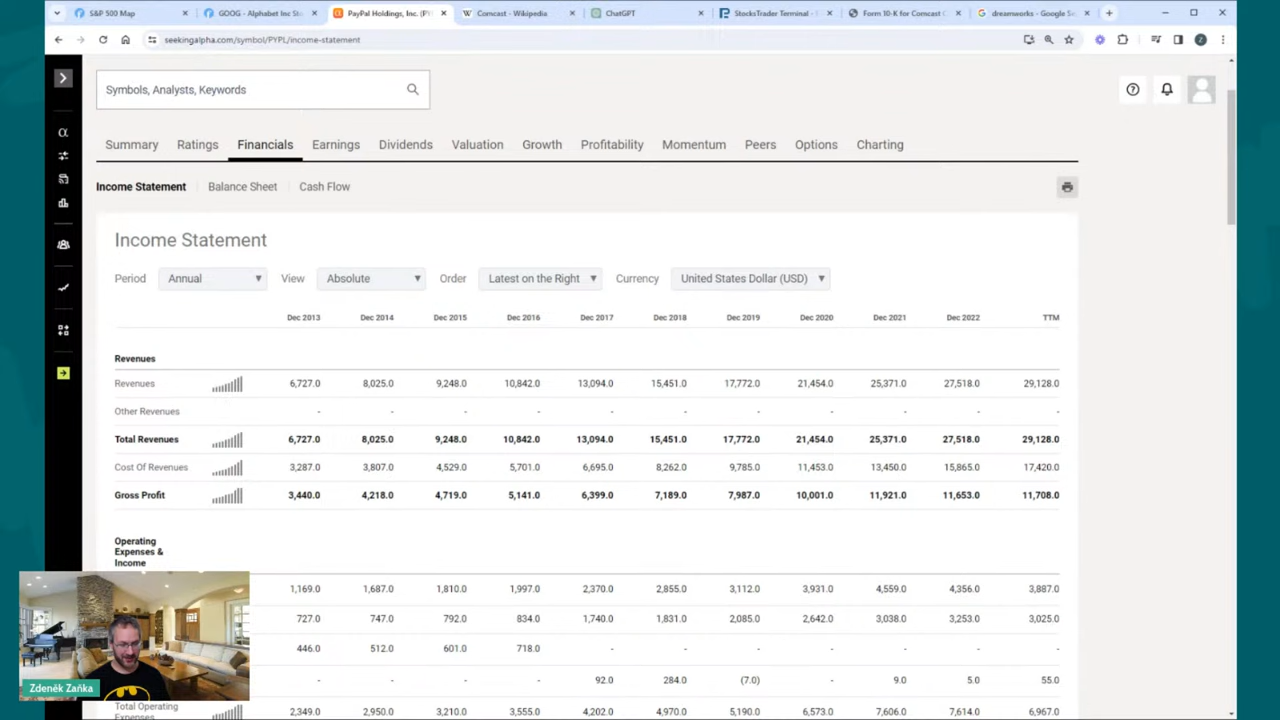 S&P 500 Map
GOOG - Alphabet Inc Sto
PayPal Holdings, Inc. (PY
Comcast - Wikipedia
ChatGPT
StocksTrader Terminal -
Form 10-K for Comcast C
dreamworks - Google Se
seekingalpha.com/symbol/PYPL/income-statement
Symbols, Analysts, Keywords
Summary Ratings Financials Earnings Dividends Valuation Growth Profitability Momentum Peers Options Charting
Income Statement Balance Sheet Cash Flow
Income Statement
Period Annual View Absolute Order Latest on the Right Currency United States Dollar (USD)
Dec 2013 Dec 2014 Dec 2015 Dec 2016 Dec 2017 Dec 2018 Dec 2019 Dec 2020 Dec 2021 Dec 2022 TTM
Revenues
Revenues 6,727.0 8,025.0 9,248.0 10,842.0 13,094.0 15,451.0 17,772.0 21,454.0 25,371.0 27,518.0 29,128.0
Other Revenues - - - - - - - - - - -
Total Revenues 6,727.0 8,025.0 9,248.0 10,842.0 13,094.0 15,451.0 17,772.0 21,454.0 25,371.0 27,518.0 29,128.0
Cost Of Revenues 3,287.0 3,807.0 4,529.0 5,701.0 6,695.0 8,262.0 9,785.0 11,453.0 13,450.0 15,865.0 17,420.0
Gross Profit 3,440.0 4,218.0 4,719.0 5,141.0 6,399.0 7,189.0 7,987.0 10,001.0 11,921.0 11,653.0 11,708.0
Operating
Expenses &
Income
1,169.0 1,687.0 1,810.0 1,997.0 2,370.0 2,855.0 3,112.0 3,931.0 4,559.0 4,356.0 3,887.0
727.0 747.0 792.0 834.0 1,740.0 1,831.0 2,085.0 2,642.0 3,038.0 3,253.0 3,025.0
446.0 512.0 601.0 718.0 - - - - - - -
- - - - 92.0 284.0 (7.0) - 9.0 5.0 55.0
Zdeněk Zaňka
Total Operating
Expenses 2,349.0 2,950.0 3,210.0 3,555.0 4,202.0 4,970.0 5,190.0 6,573.0 7,606.0 7,614.0 6,967.0